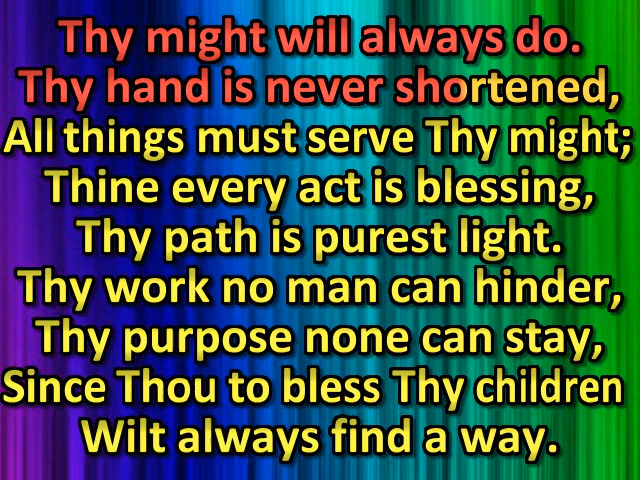 Thy might will always do.
Thy hand is never shortened,
All things must serve Thy might;
Thine every act is blessing,
Thy path is purest light.
Thy work no man can hinder,
Thy purpose none can stay,
Since Thou to bless Thy children
Wilt always find a way.